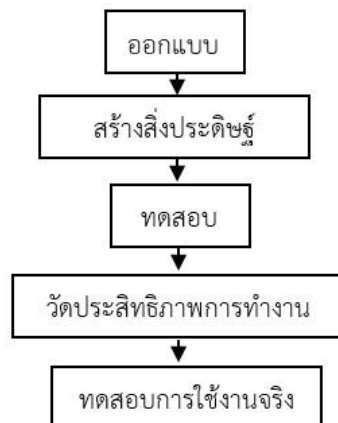 ออกแบบ
สร้างสิ่งประดิษฐ์
ทดสอบ
วัดประสิทธิภาพการทำงาน
ทดสอบการใช้งานจริง